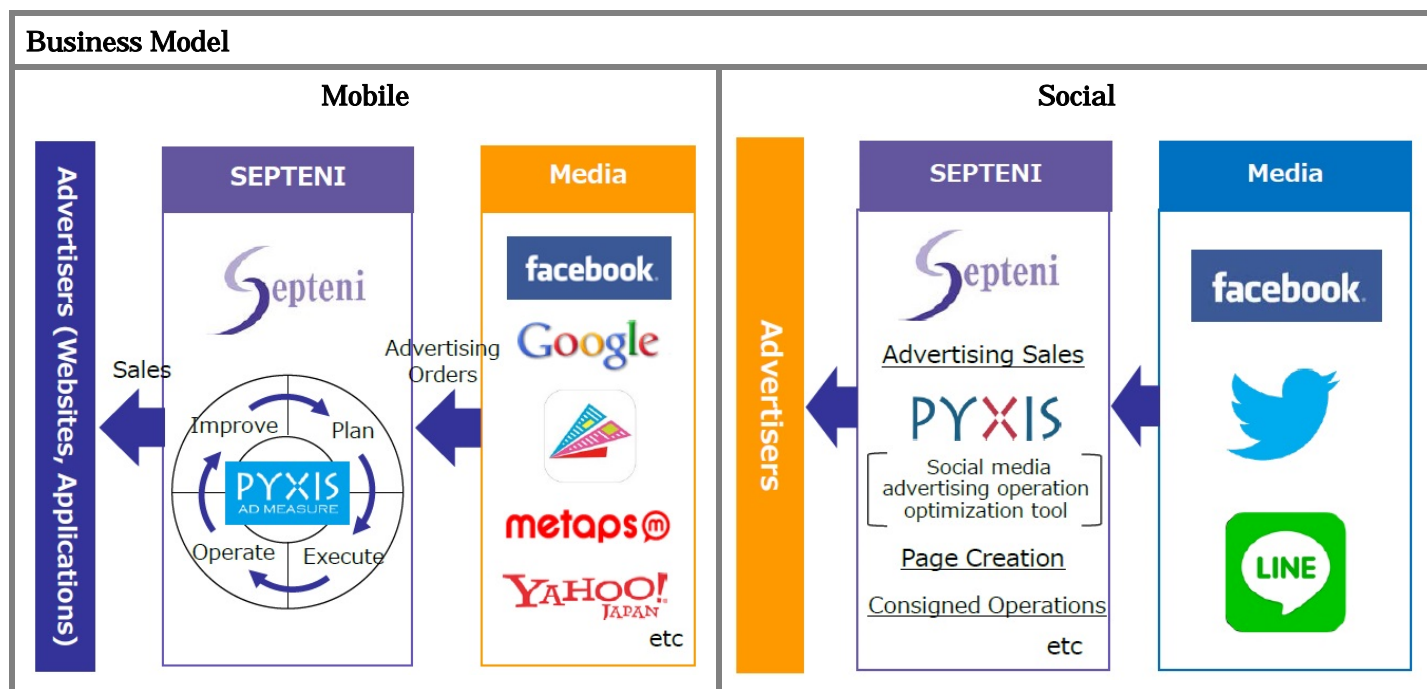 Business Model
Mobile
Advertisers (Websites, Applications)
Sales
SEPTENI
Septeni
Improve
Plan
PYXIS
AD MEASURE
Operate
Execute
Advertising
Orders
Media
facebook.
Google
metaps m
YAHOO!
JAPAN
etc
Social
Advertisers
SEPTENI
Septeni
Advertising Sales
PYXIS
Social media
advertising operation
optimization tool
Page Creation
Consigned Operations
etc
Media
facebook.
LINE